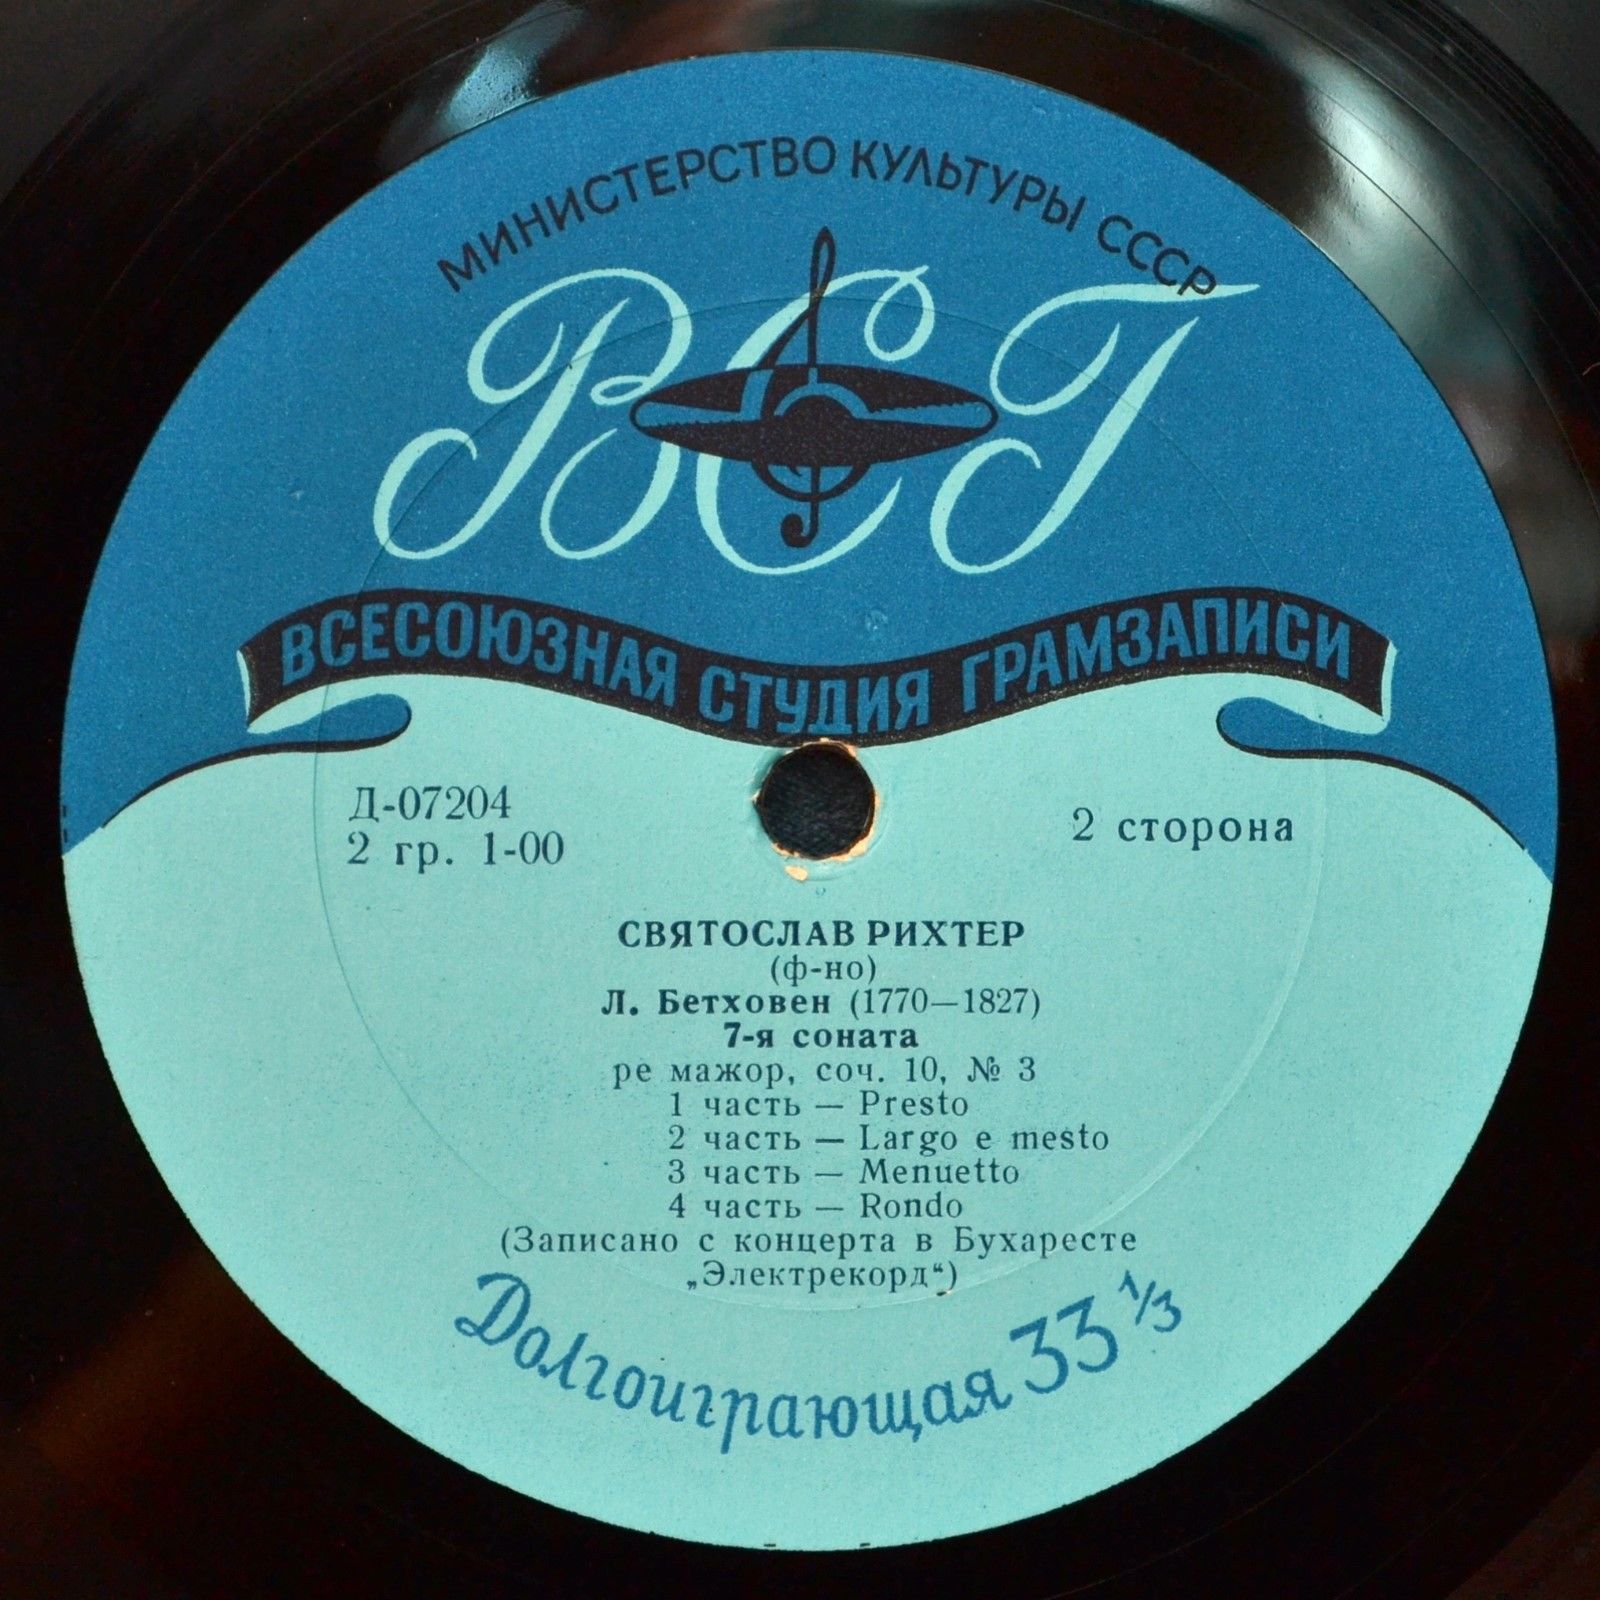 МИНИСТЕРСТВО КУЛЬТУРЫ СССР
ВСГ
ВСЕСОЮЗНАЯ СТУДИЯ ГРАМЗАПИСИ
Д-07204
2 гр. 1-00
2 сторона
СВЯТОСЛАВ РИХТЕР
(ф-но)
Л. Бетховен (1770—1827)
7-я соната
ре мажор, соч. 10, № 3
1 часть — Presto
2 часть — Largo e mesto
3 часть — Menuetto
4 часть — Rondo
(Записано с концерта в Бухаресте
„Электрекорд“)
Долгоиграющая 33 1/3